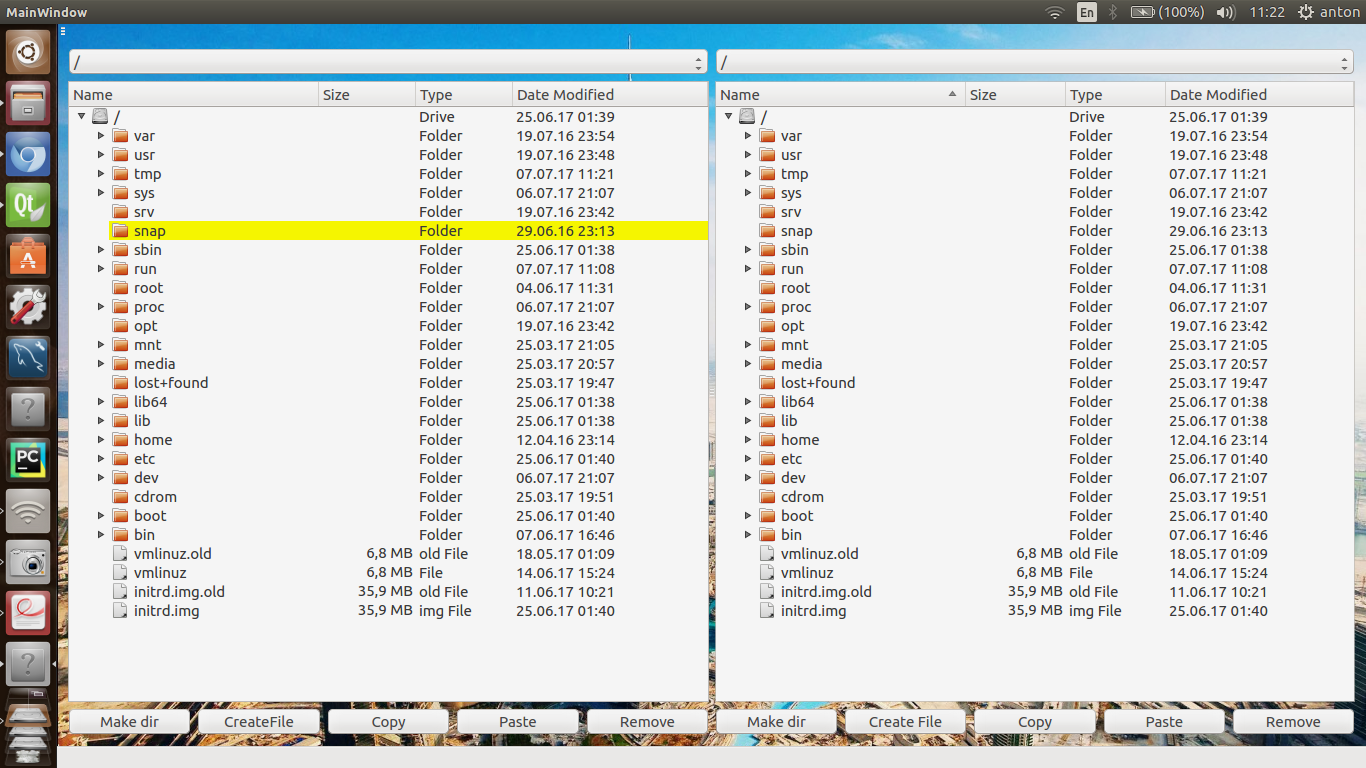 MainWindow En (100%) 11:22 anton
/ /
Name Size Type Date Modified Name Size Type Date Modified
/ Drive 25.06.17 01:39 / Drive 25.06.17 01:39
var Folder 19.07.16 23:54 var Folder 19.07.16 23:54
usr Folder 19.07.16 23:48 usr Folder 19.07.16 23:48
tmp Folder 07.07.17 11:21 tmp Folder 07.07.17 11:21
sys Folder 06.07.17 21:07 sys Folder 06.07.17 21:07
srv Folder 19.07.16 23:42 srv Folder 19.07.16 23:42
snap Folder 29.06.16 23:13 snap Folder 29.06.16 23:13
sbin Folder 25.06.17 01:38 sbin Folder 25.06.17 01:38
run Folder 07.07.17 11:08 run Folder 07.07.17 11:08
root Folder 04.06.17 11:31 root Folder 04.06.17 11:31
proc Folder 06.07.17 21:07 proc Folder 06.07.17 21:07
opt Folder 19.07.16 23:42 opt Folder 19.07.16 23:42
mnt Folder 25.03.17 21:05 mnt Folder 25.03.17 21:05
media Folder 25.03.17 20:57 media Folder 25.03.17 20:57
lost+found Folder 25.03.17 19:47 lost+found Folder 25.03.17 19:47
lib64 Folder 25.06.17 01:38 lib64 Folder 25.06.17 01:38
lib Folder 25.06.17 01:38 lib Folder 25.06.17 01:38
home Folder 12.04.16 23:14 home Folder 12.04.16 23:14
etc Folder 25.06.17 01:40 etc Folder 25.06.17 01:40
dev Folder 06.07.17 21:07 dev Folder 06.07.17 21:07
cdrom Folder 25.03.17 19:51 cdrom Folder 25.03.17 19:51
boot Folder 25.06.17 01:40 boot Folder 25.06.17 01:40
bin Folder 07.06.17 16:46 bin Folder 07.06.17 16:46
vmlinuz.old 6,8 MB old File 18.05.17 01:09 vmlinuz.old 6,8 MB old File 18.05.17 01:09
vmlinuz 6,8 MB File 14.06.17 15:24 vmlinuz 6,8 MB File 14.06.17 15:24
initrd.img.old 35,9 MB old File 11.06.17 10:21 initrd.img.old 35,9 MB old File 11.06.17 10:21
initrd.img 35,9 MB img File 25.06.17 01:40 initrd.img 35,9 MB img File 25.06.17 01:40
Make dir CreateFile Copy Paste Remove Make dir Create File Copy Paste Remove
Qt
A
PC
?